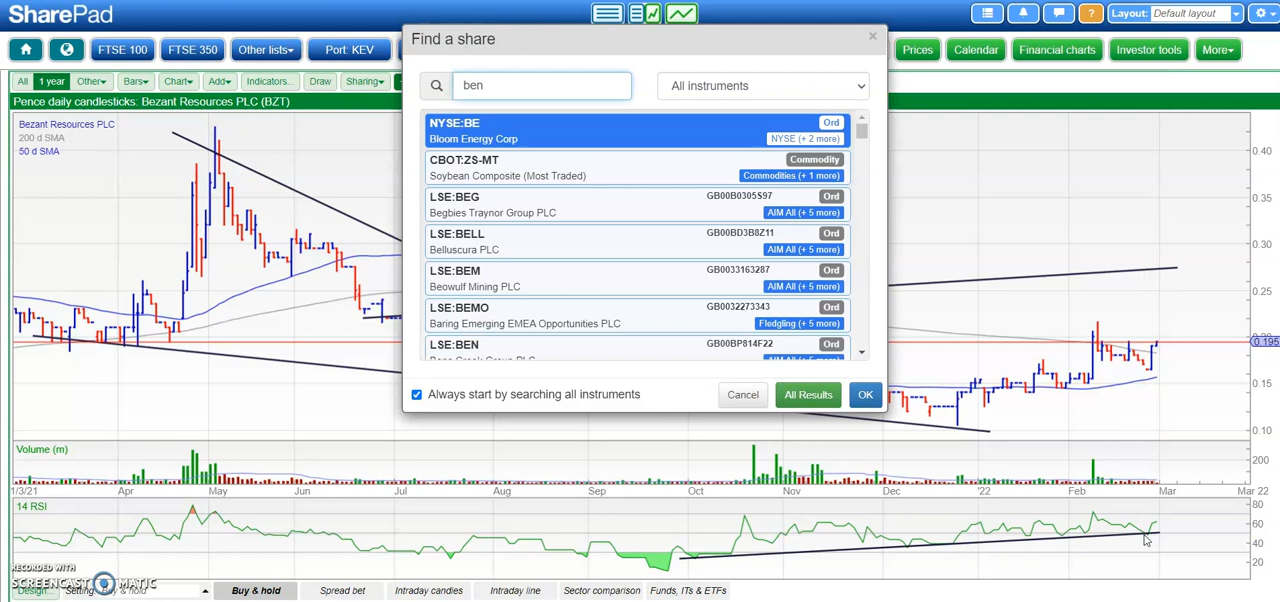 SharePad
Layout: Default layout
FTSE 100
FTSE 350
Other lists
Port: KEV
Prices
Calendar
Financial charts
Investor tools
More
All
1 year
Other
Bars
Chart
Add
Indicators...
Draw
Sharing
Pence daily candlesticks: Bezant Resources PLC (BZT)
Bezant Resources PLC
200 d SMA
50 d SMA
Find a share
×
ben
All instruments
NYSE:BE
Ord
Bloom Energy Corp
NYSE (+ 2 more)
CBOT:ZS-MT
Commodity
Soybean Composite (Most Traded)
Commodities (+ 1 more)
LSE:BEG
GB00B0305S97
Ord
Begbies Traynor Group PLC
AIM All (+ 5 more)
LSE:BELL
GB00BD3B8Z11
Ord
Belluscura PLC
AIM All (+ 5 more)
LSE:BEM
GB0033163287
Ord
Beowulf Mining PLC
AIM All (+ 5 more)
LSE:BEMO
GB0032273343
Ord
Baring Emerging EMEA Opportunities PLC
Fledgling (+ 5 more)
LSE:BEN
GB00BP814F22
Ord
Always start by searching all instruments
Cancel
All Results
OK
0.40
0.35
0.30
0.25
0.195
0.15
0.10
Volume (m)
200
0
1/3/21
Apr
May
Jun
Jul
Aug
Sep
Oct
Nov
Dec
'22
Feb
Mar
Mar 22
14 RSI
80
60
40
20
RECORDED WITH
SCREENCAST MATIC
Design...
Buy & hold
Spread bet
Intraday candles
Intraday line
Sector comparison
Funds, ITs & ETFs